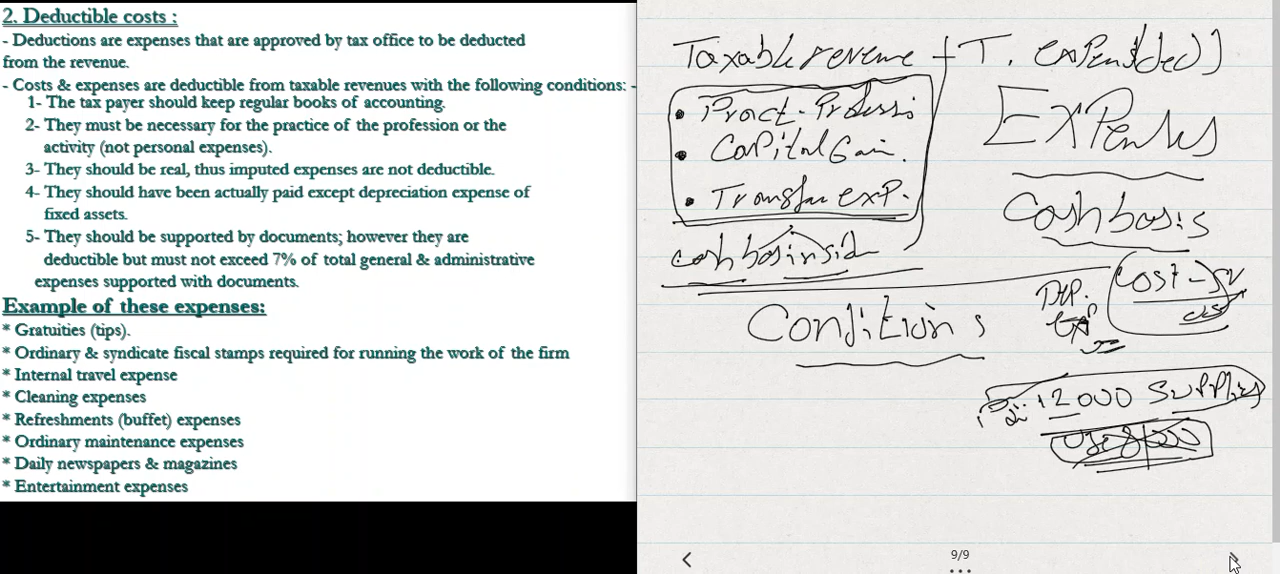 2. Deductible costs :
- Deductions are expenses that are approved by tax office to be deducted
from the revenue.
- Costs & expenses are deductible from taxable revenues with the following conditions: -
1- The tax payer should keep regular books of accounting.
2- They must be necessary for the practice of the profession or the
activity (not personal expenses).
3- They should be real, thus imputed expenses are not deductible.
4- They should have been actually paid except depreciation expense of
fixed assets.
5- They should be supported by documents; however they are
deductible but must not exceed 7% of total general & administrative
expenses supported with documents.
Example of these expenses:
* Gratuities (tips).
* Ordinary & syndicate fiscal stamps required for running the work of the firm
* Internal travel expense
* Cleaning expenses
* Refreshments (buffet) expenses
* Ordinary maintenance expenses
* Daily newspapers & magazines
* Entertainment expenses
Taxable revenue T.
• Pract-
• Capital Gain.
• Transfer exp.
cash
Expenses
Cash basis
Conditions
Cost -
12000 Supplies
9/9